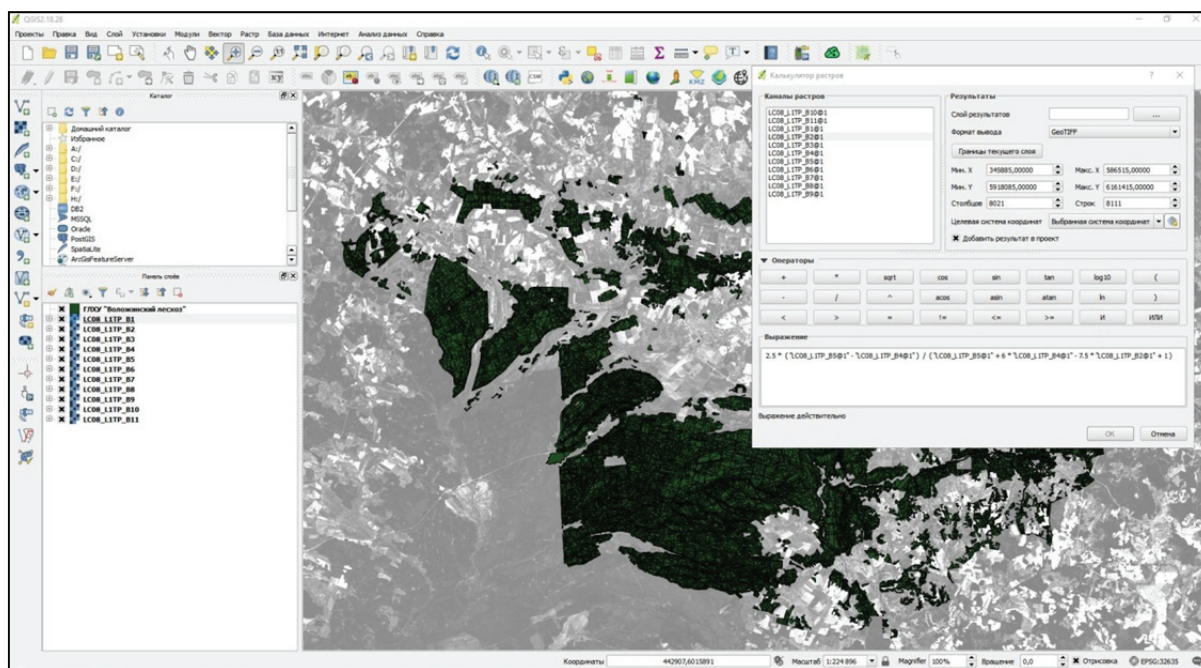 QGIS2.18.28
Проекты Правка Вид Слой Установки Модули Вектор Растр База данных Интернет Анализ данных Справка
CSW
KMZ
Каталог
Домашний каталог
Избранное
A:/
C:/
D:/
E:/
F:/
H:/
DB2
MSSQL
Oracle
PostGIS
SpatiaLite
ArcGisFeatureServer
Панель слоёв
ГЛХУ "Воложинский лесхоз"
LC08_L1TP_B1
LC08_L1TP_B2
LC08_L1TP_B3
LC08_L1TP_B4
LC08_L1TP_B5
LC08_L1TP_B6
LC08_L1TP_B7
LC08_L1TP_B8
LC08_L1TP_B9
LC08_L1TP_B10
LC08_L1TP_B11
Калькулятор растров
Каналы растров
LC08_L1TP_B10@1
LC08_L1TP_B11@1
LC08_L1TP_B1@1
LC08_L1TP_B2@1
LC08_L1TP_B3@1
LC08_L1TP_B4@1
LC08_L1TP_B5@1
LC08_L1TP_B6@1
LC08_L1TP_B7@1
LC08_L1TP_B8@1
LC08_L1TP_B9@1
Результаты
Слой результатов ...
Формат вывода GeoTIFF
Границы текущего слоя
Мин. X 345885,00000 Макс. X 586515,00000
Мин. Y 5918085,00000 Макс. Y 6161415,00000
Столбцов 8021 Строк 8111
Целевая система координат Выбранная система координат
Добавить результат в проект
Операторы
+ * sqrt cos sin tan log10 (
- / ^ acos asin atan ln )
< > = != <= >= И ИЛИ
Выражение
2.5 * ("LC08_L1TP_B5@1" - "LC08_L1TP_B4@1") / ("LC08_L1TP_B5@1" + 6 * "LC08_L1TP_B4@1" - 7.5 * "LC08_L1TP_B2@1" + 1)
Выражение действительно
OK Отмена
Координаты 442907,6015891 Масштаб 1:224 896 Magnifier 100% Вращение 0,0 Отрисовка EPSG:32635